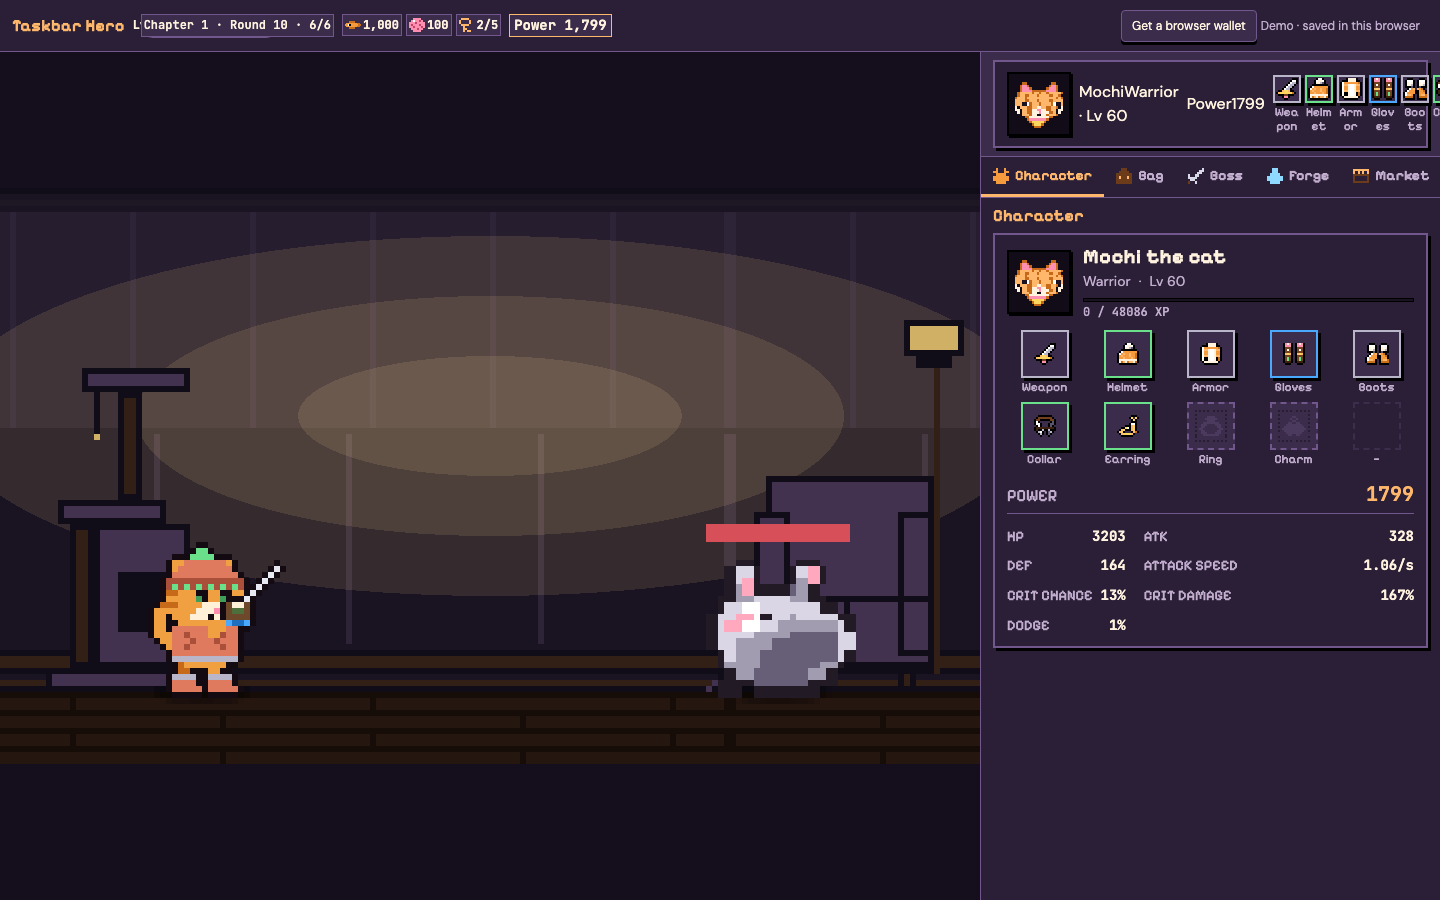 Taskbar Hero
L Chapter 1 · Round 10 · 6/6
1,000
100
2/5
Power 1,799
Get a browser wallet
Demo · saved in this browser
MochiWarrior
· Lv 60
Power1799
Wea
pon
Helm
et
Arm
or
Glov
es
Boo
ts
Character
Bag
Boss
Forge
Market
Character
Mochi the cat
Warrior · Lv 60
0 / 48086 XP
Weapon
Helmet
Armor
Gloves
Boots
Collar
Earring
Ring
Charm
-
POWER
1799
HP 3203
ATK 328
DEF 164
ATTACK SPEED 1.06/s
CRIT CHANCE 13%
CRIT DAMAGE 167%
DODGE 1%